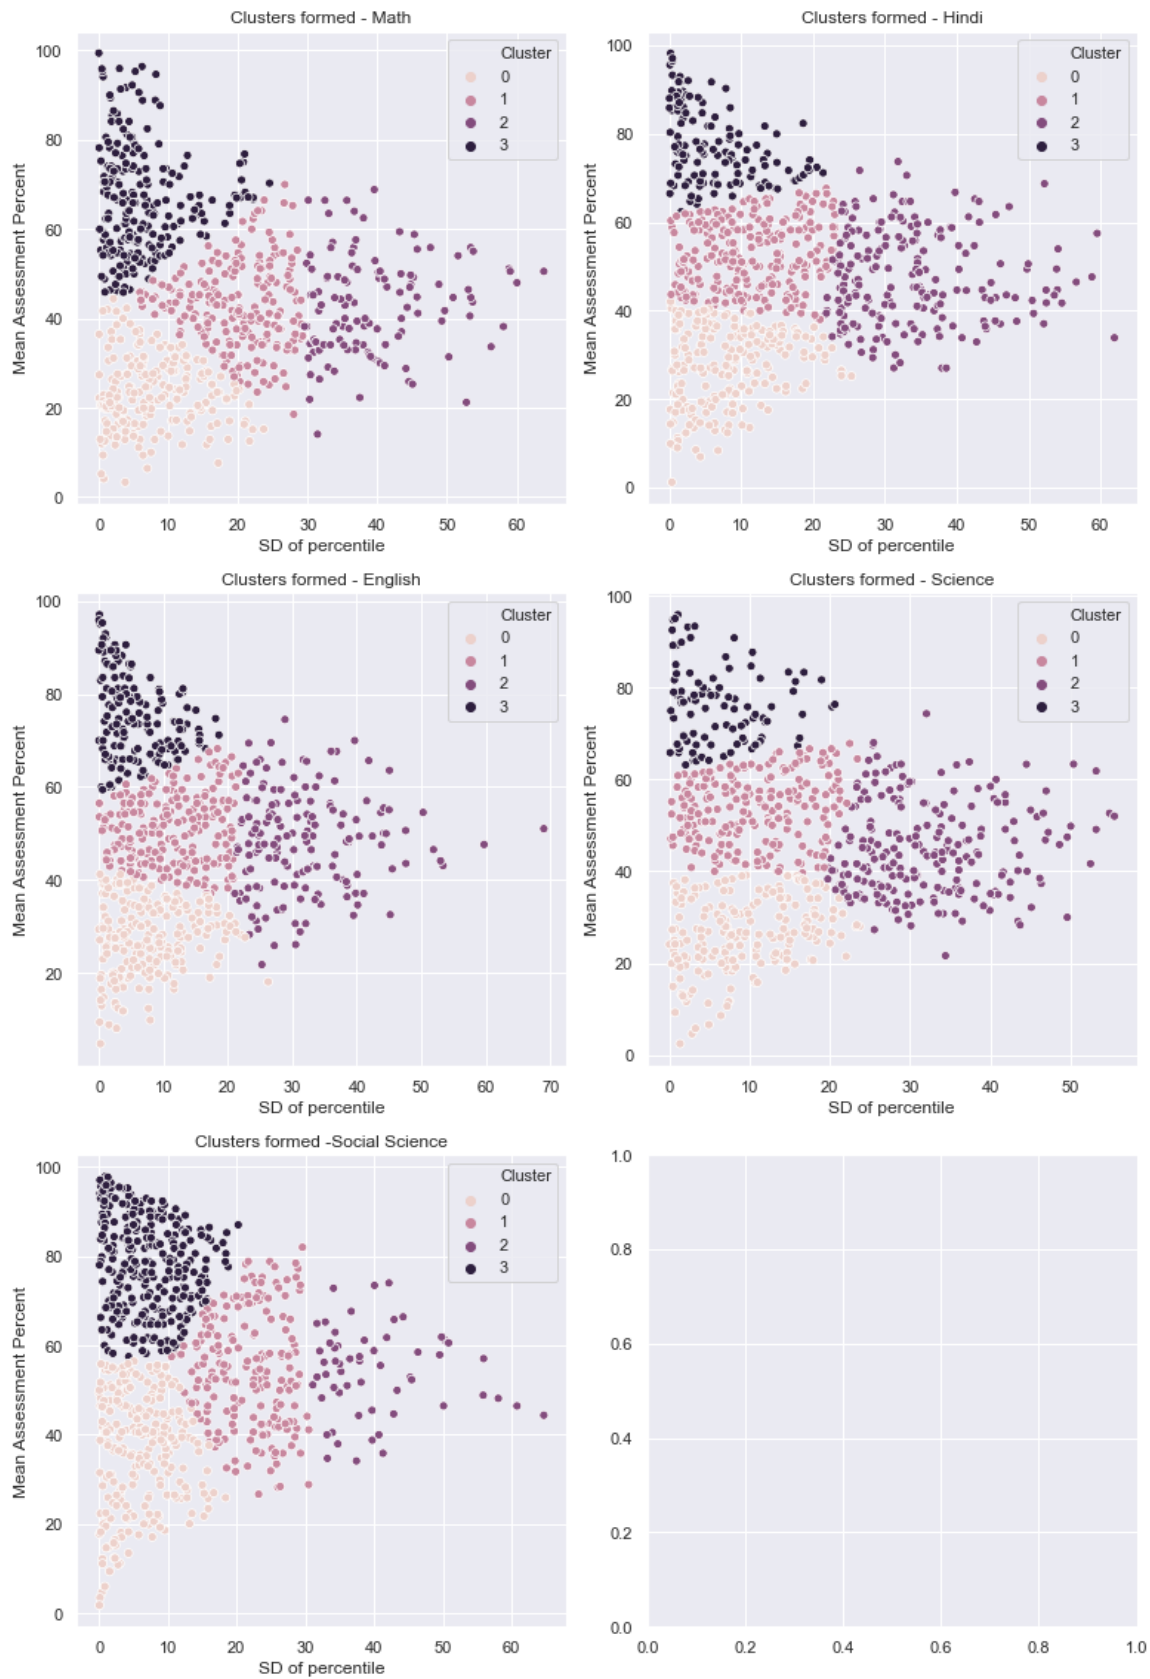 Clusters formed - Math
Mean Assessment Percent
100
80
60
40
20
0
Cluster
0
1
2
3
0 10 20 30 40 50 60
SD of percentile
Clusters formed - Hindi
Mean Assessment Percent
100
80
60
40
20
0
Cluster
0
1
2
3
0 10 20 30 40 50 60
SD of percentile
Clusters formed - English
Mean Assessment Percent
100
80
60
40
20
Cluster
0
1
2
3
0 10 20 30 40 50 60 70
SD of percentile
Clusters formed - Science
Mean Assessment Percent
100
80
60
40
20
0
Cluster
0
1
2
3
0 10 20 30 40 50
SD of percentile
Clusters formed -Social Science
Mean Assessment Percent
100
80
60
40
20
0
Cluster
0
1
2
3
0 10 20 30 40 50 60
SD of percentile
1.0
0.8
0.6
0.4
0.2
0.0
0.0 0.2 0.4 0.6 0.8 1.0